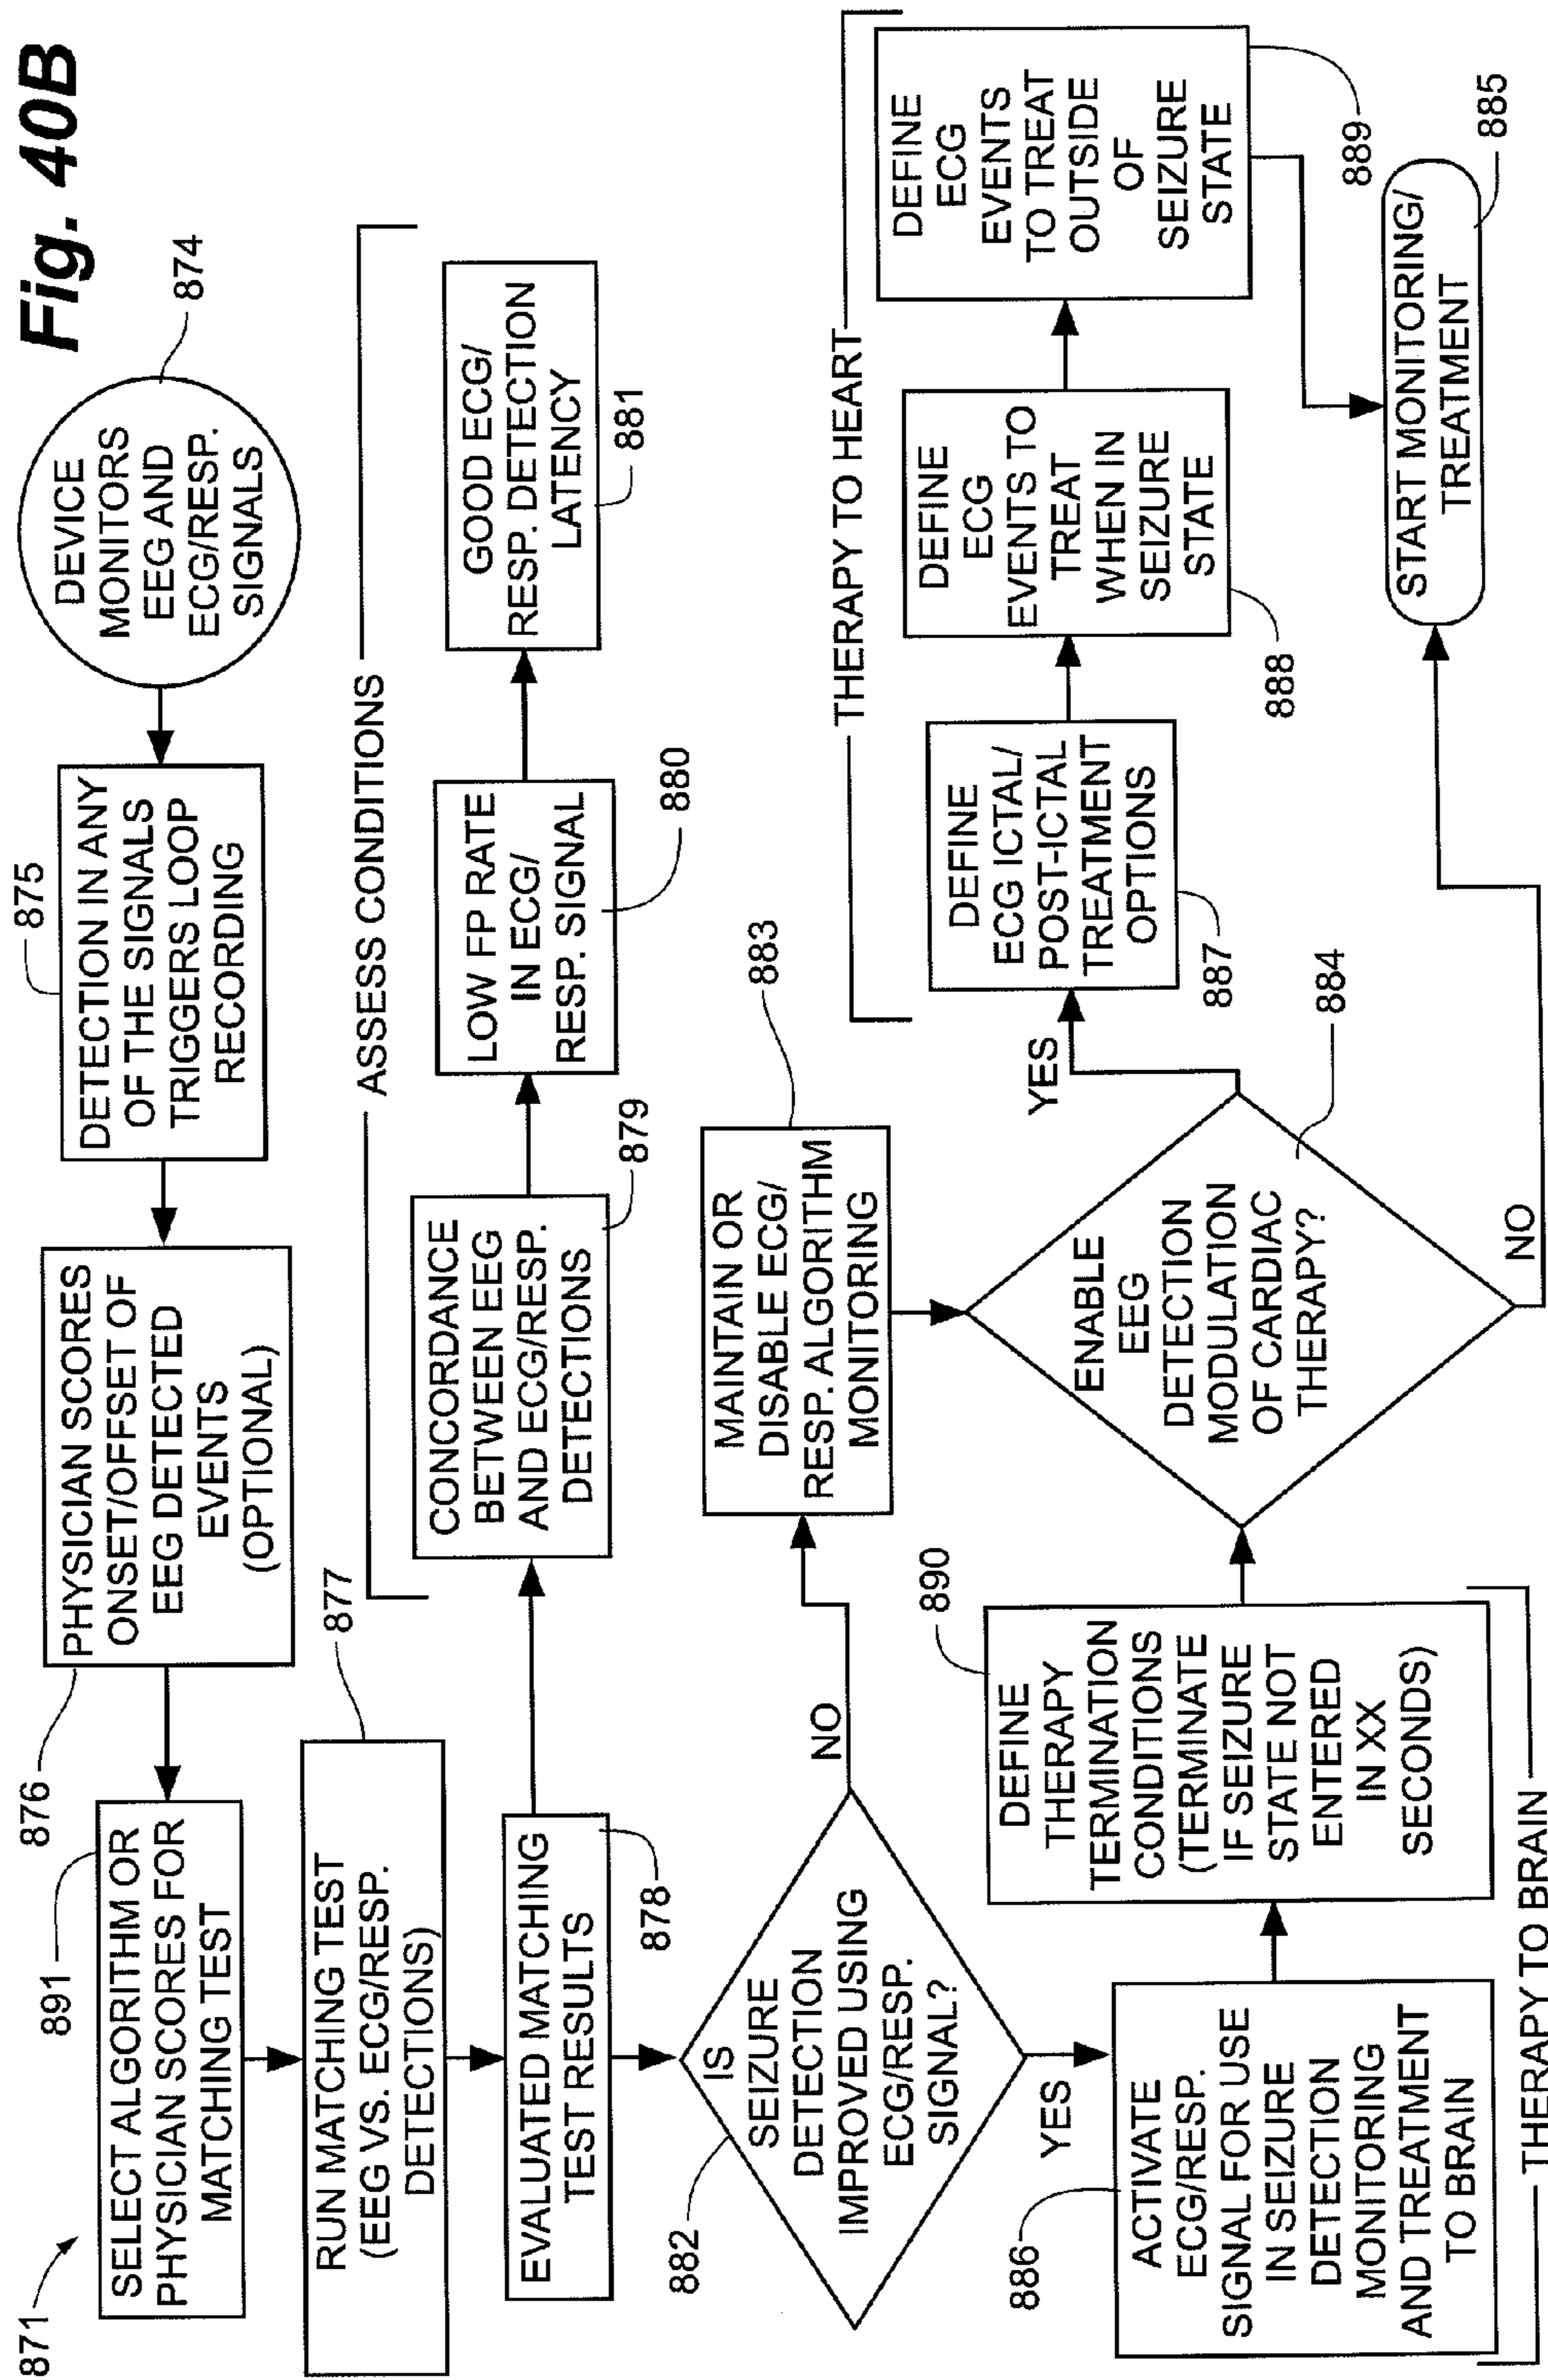 Fig. 40B
871
874
DEVICE
MONITORS
EEG AND
ECG/RESP.
SIGNALS
875
DETECTION IN ANY
OF THE SIGNALS
TRIGGERS LOOP
RECORDING
876
PHYSICIAN SCORES
ONSET/OFFSET OF
EEG DETECTED
EVENTS
(OPTIONAL)
891
SELECT ALGORITHM OR
PHYSICIAN SCORES FOR
MATCHING TEST
877
RUN MATCHING TEST
(EEG VS. ECG/RESP.
DETECTIONS)
EVALUATED MATCHING
TEST RESULTS
878
ASSESS CONDITIONS
CONCORDANCE
BETWEEN EEG
AND ECG/RESP.
DETECTIONS
879
LOW FP RATE
IN ECG/
RESP. SIGNAL
880
GOOD ECG/
RESP. DETECTION
LATENCY
881
882
IS
SEIZURE
DETECTION
IMPROVED USING
ECG/RESP.
SIGNAL?
NO
YES
883
MAINTAIN OR
DISABLE ECG/
RESP. ALGORITHM
MONITORING
886
ACTIVATE
ECG/RESP.
SIGNAL FOR USE
IN SEIZURE
DETECTION
MONITORING
AND TREATMENT
TO BRAIN
890
DEFINE
THERAPY
TERMINATION
CONDITIONS
(TERMINATE
IF SEIZURE
STATE NOT
ENTERED
IN XX
SECONDS)
THERAPY TO BRAIN
ENABLE
EEG
DETECTION
MODULATION
OF CARDIAC
THERAPY?
884
YES
NO
THERAPY TO HEART
DEFINE
ECG ICTAL/
POST-ICTAL
TREATMENT
OPTIONS
887
DEFINE
ECG
EVENTS TO
TREAT
WHEN IN
SEIZURE
STATE
888
DEFINE
ECG
EVENTS
TO TREAT
OUTSIDE
OF
SEIZURE
STATE
889
START MONITORING/
TREATMENT
885